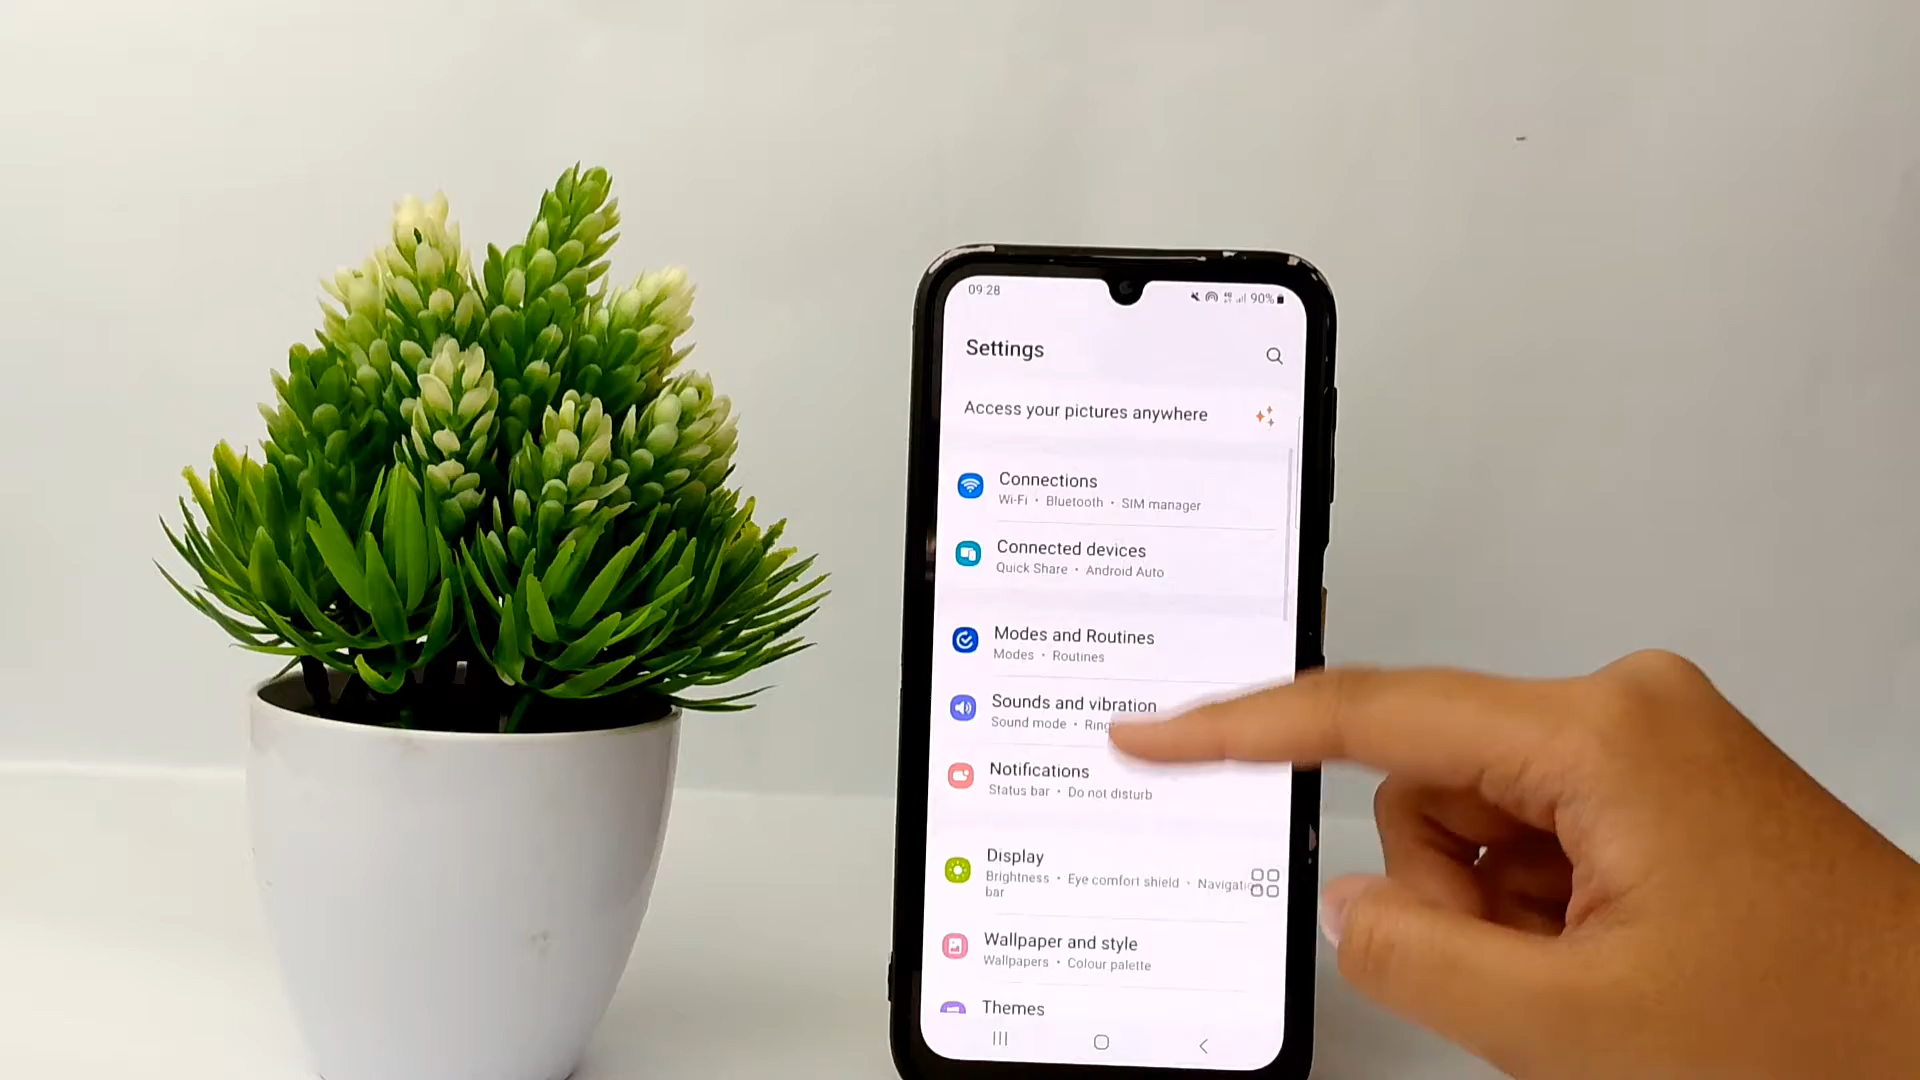 09:28
90%
Settings
Access your pictures anywhere
Connections
Wi-Fi • Bluetooth • SIM manager
Connected devices
Quick Share • Android Auto
Modes and Routines
Modes • Routines
Sounds and vibration
Sound mode •
Notifications
Status bar • Do not disturb
Display
Brightness • Eye comfort shield •
bar
Wallpaper and style
Wallpapers • Colour palette
Themes